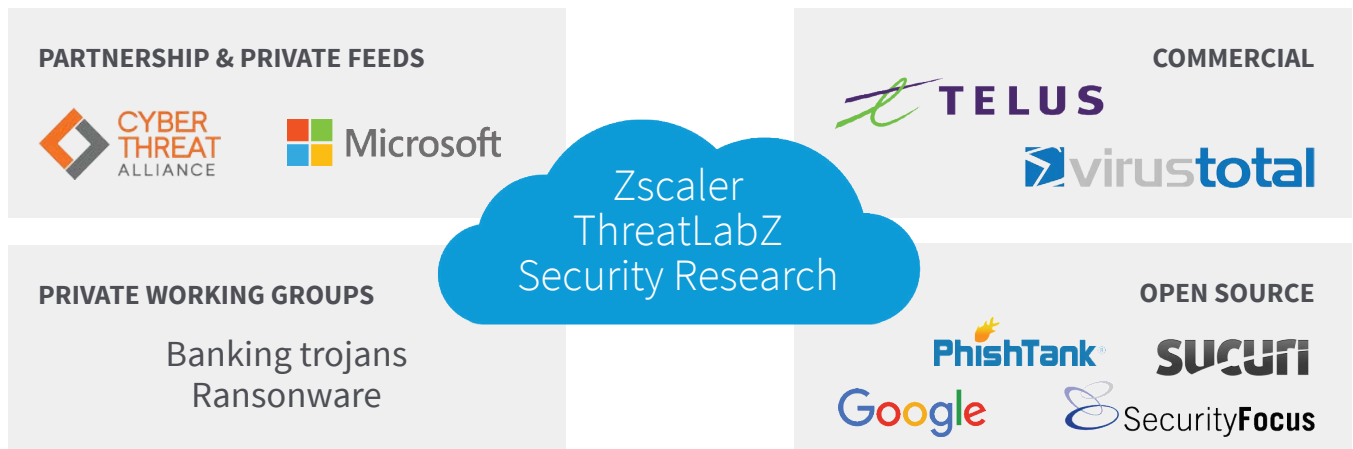 PARTNERSHIP & PRIVATE FEEDS
CYBER
THREAT
ALLIANCE
Microsoft
COMMERCIAL
TELUS
virustotal
Zscaler
ThreatLabZ
Security Research
PRIVATE WORKING GROUPS
Banking trojans
Ransonware
OPEN SOURCE
PhishTank®
SUCURI
Google
SecurityFocus